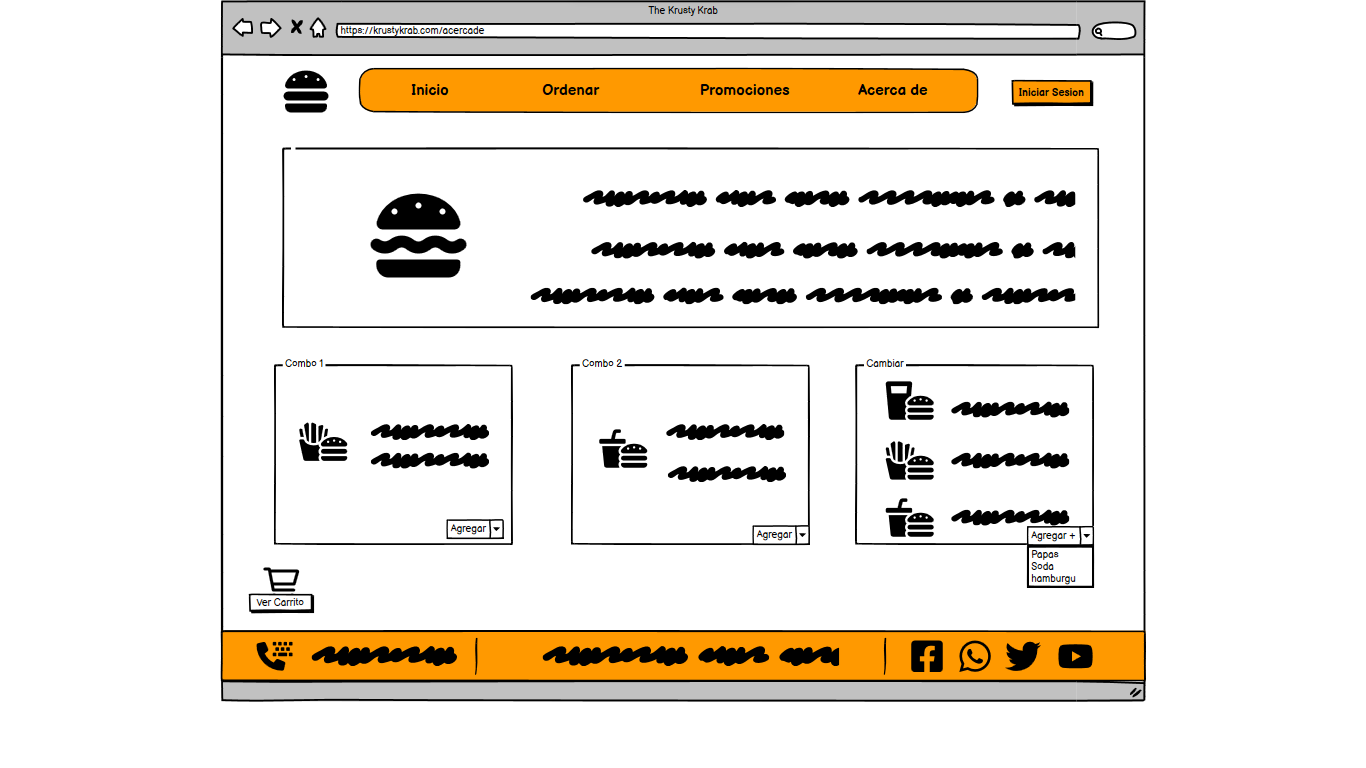 The Krusty Krab
https://krustykrab.com/acercade
Inicio Ordenar Promociones Acerca de
Iniciar Sesion
Combo 1
Agregar
Combo 2
Agregar
Cambiar
Agregar +
Papas
Soda
hamburgu
Ver Carrito